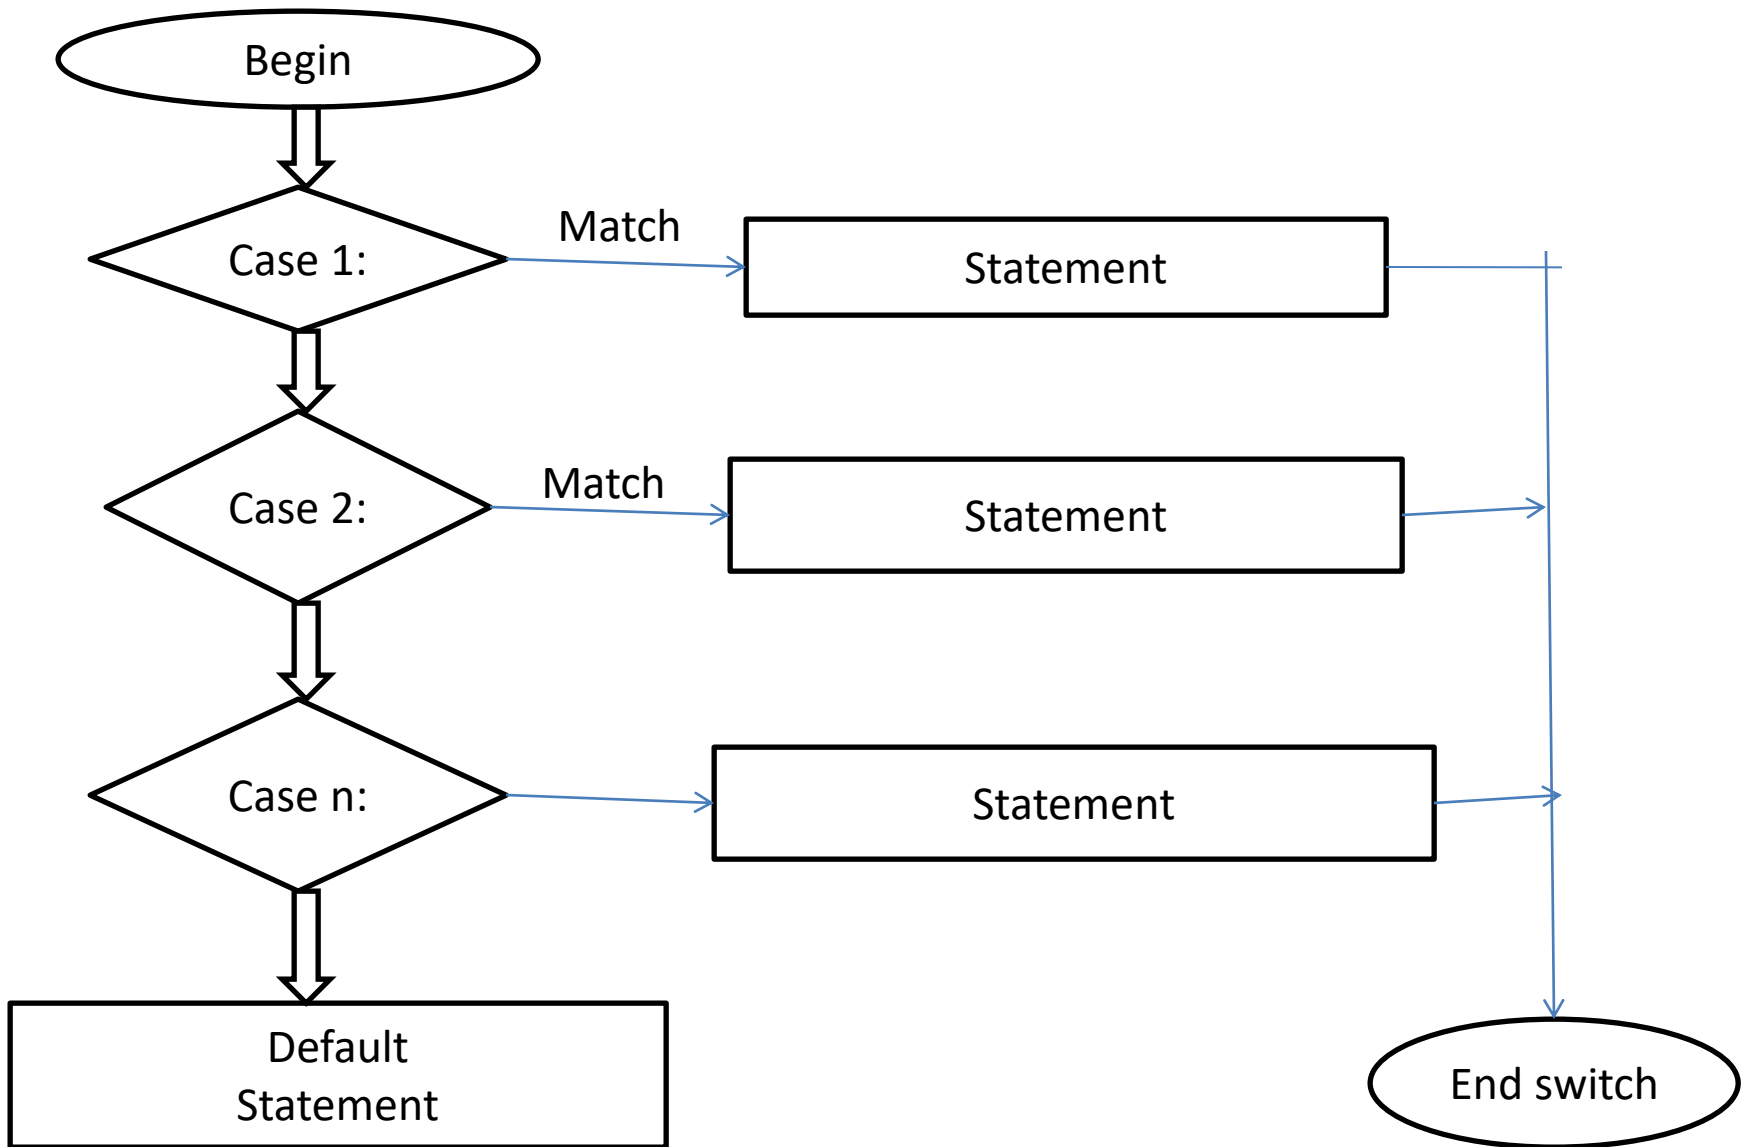 Begin
Case 1:
Match
Statement
Case 2:
Match
Statement
Case n:
Statement
Default
Statement
End switch